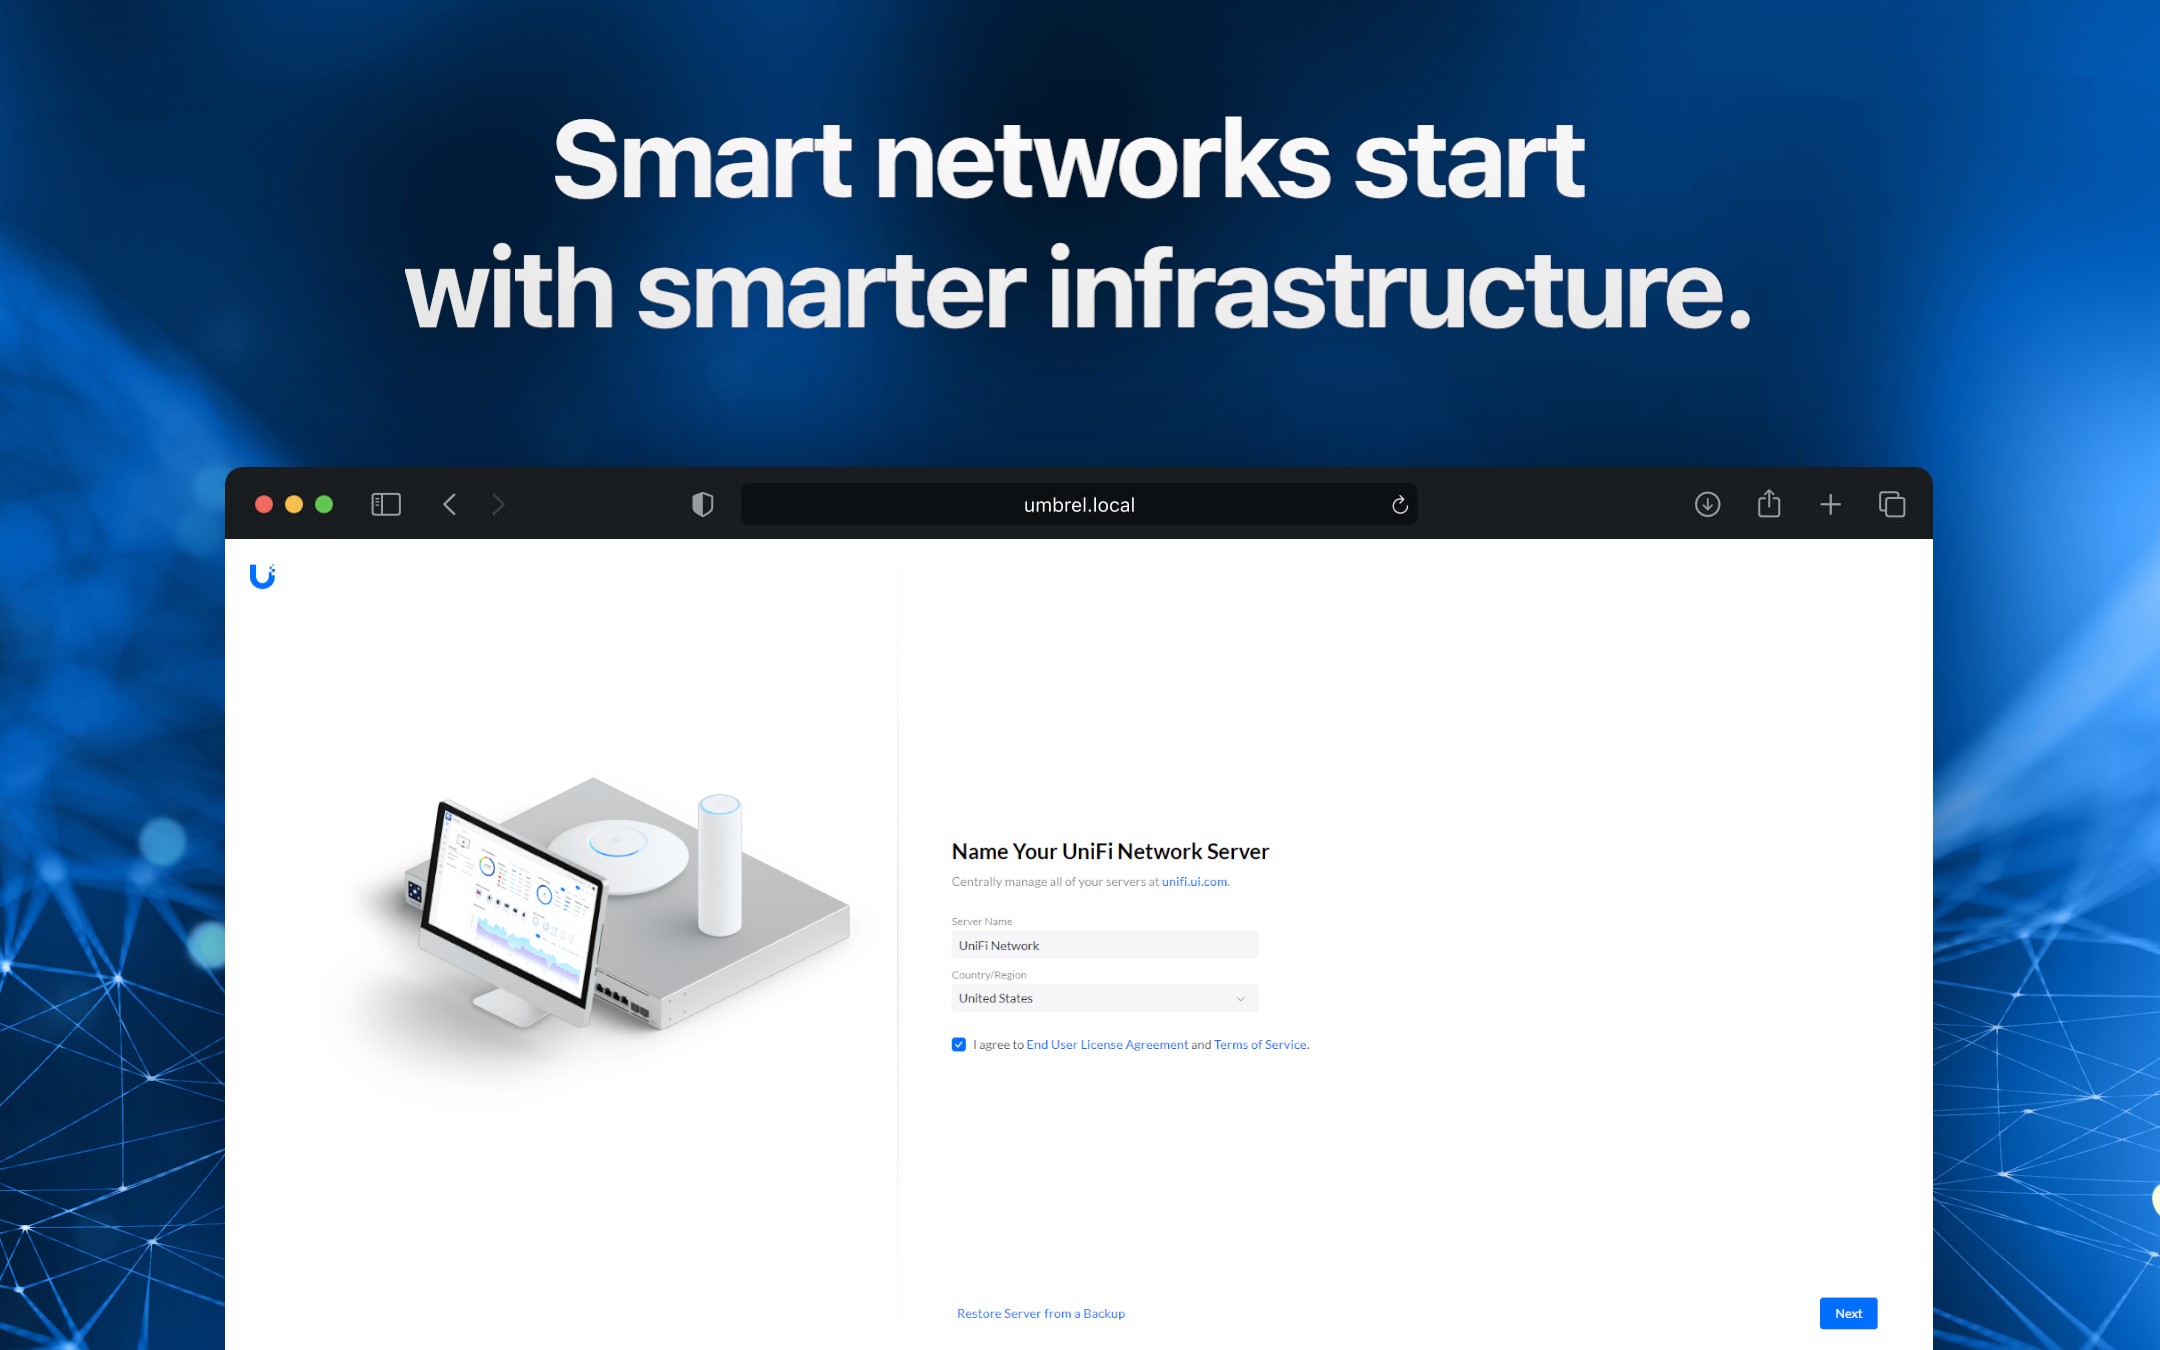 Smart networks start
with smarter infrastructure.
umbrel.local
Name Your UniFi Network Server
Centrally manage all of your servers at unifi.ui.com.
Server Name
UniFi Network
Country/Region
United States
I agree to End User License Agreement and Terms of Service.
Restore Server from a Backup
Next